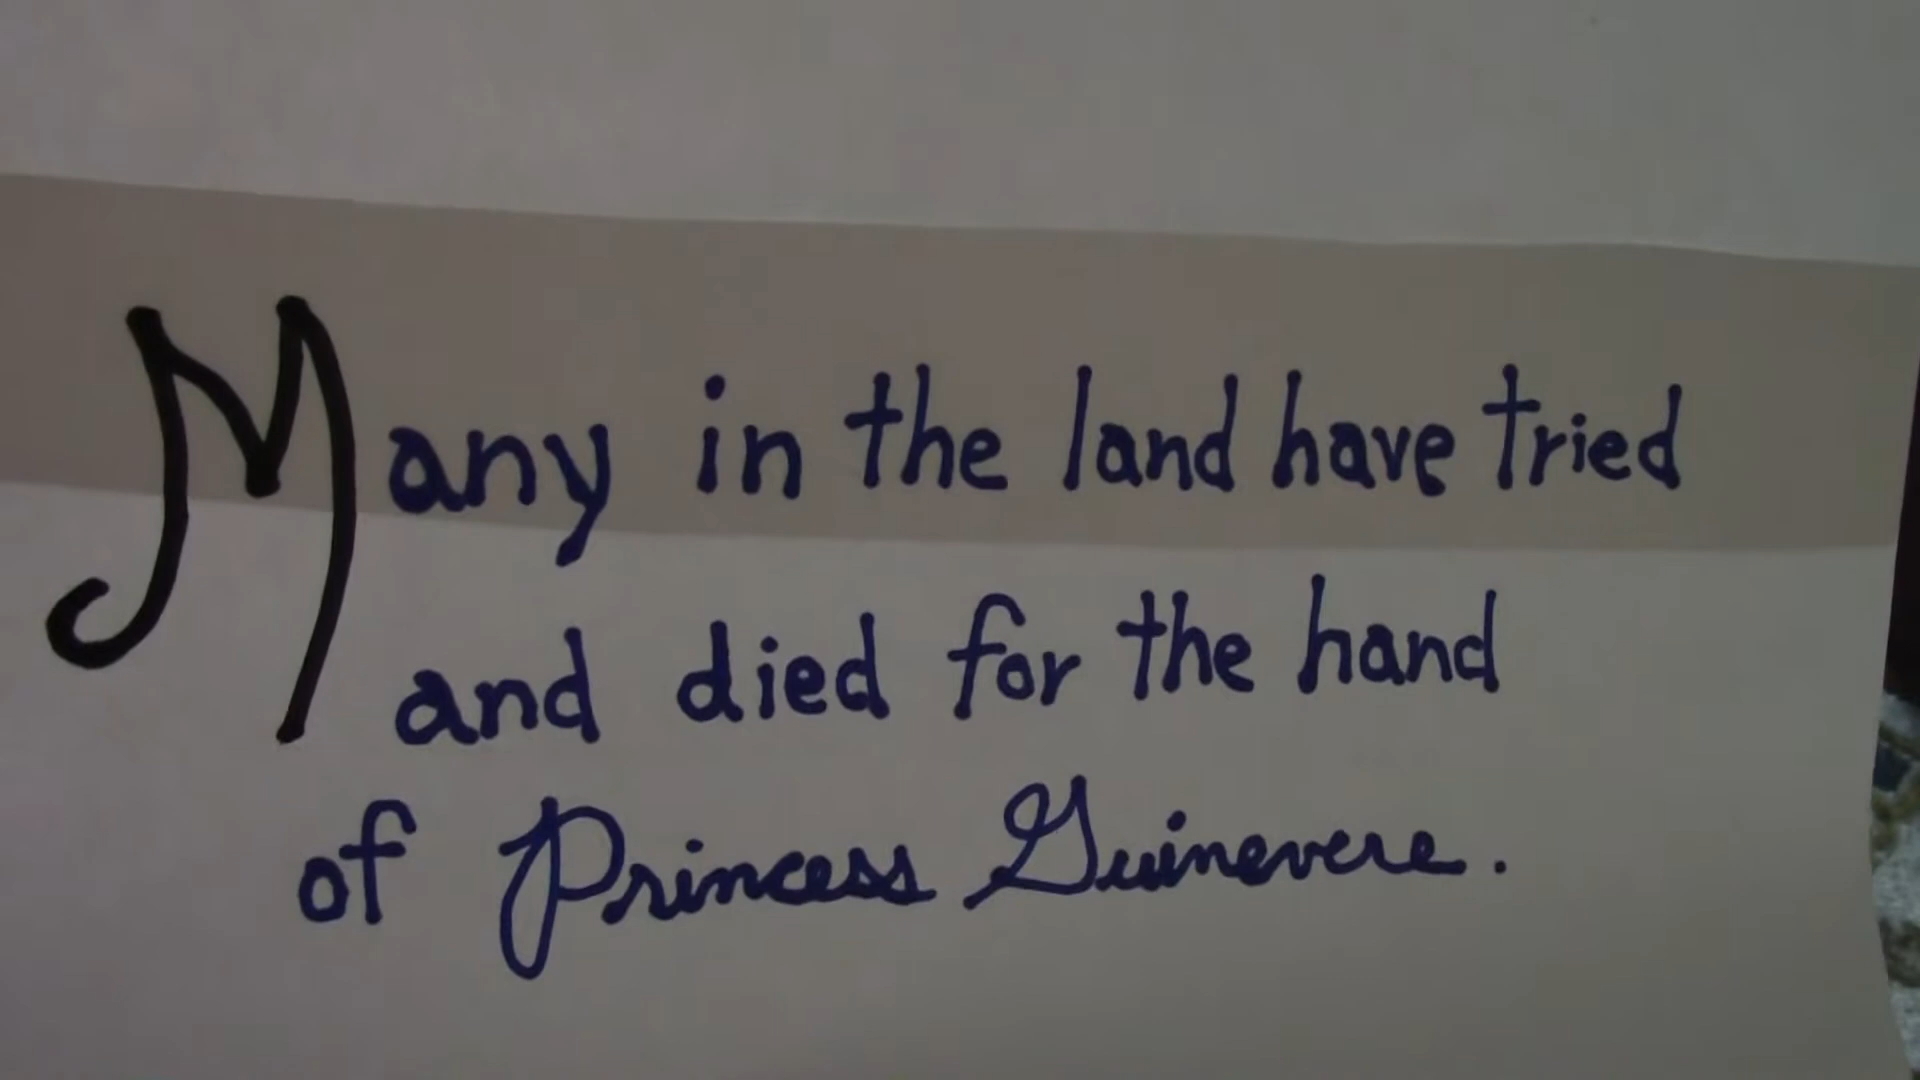 Many in the land have tried
and died for the hand
of Princess Guinevere.